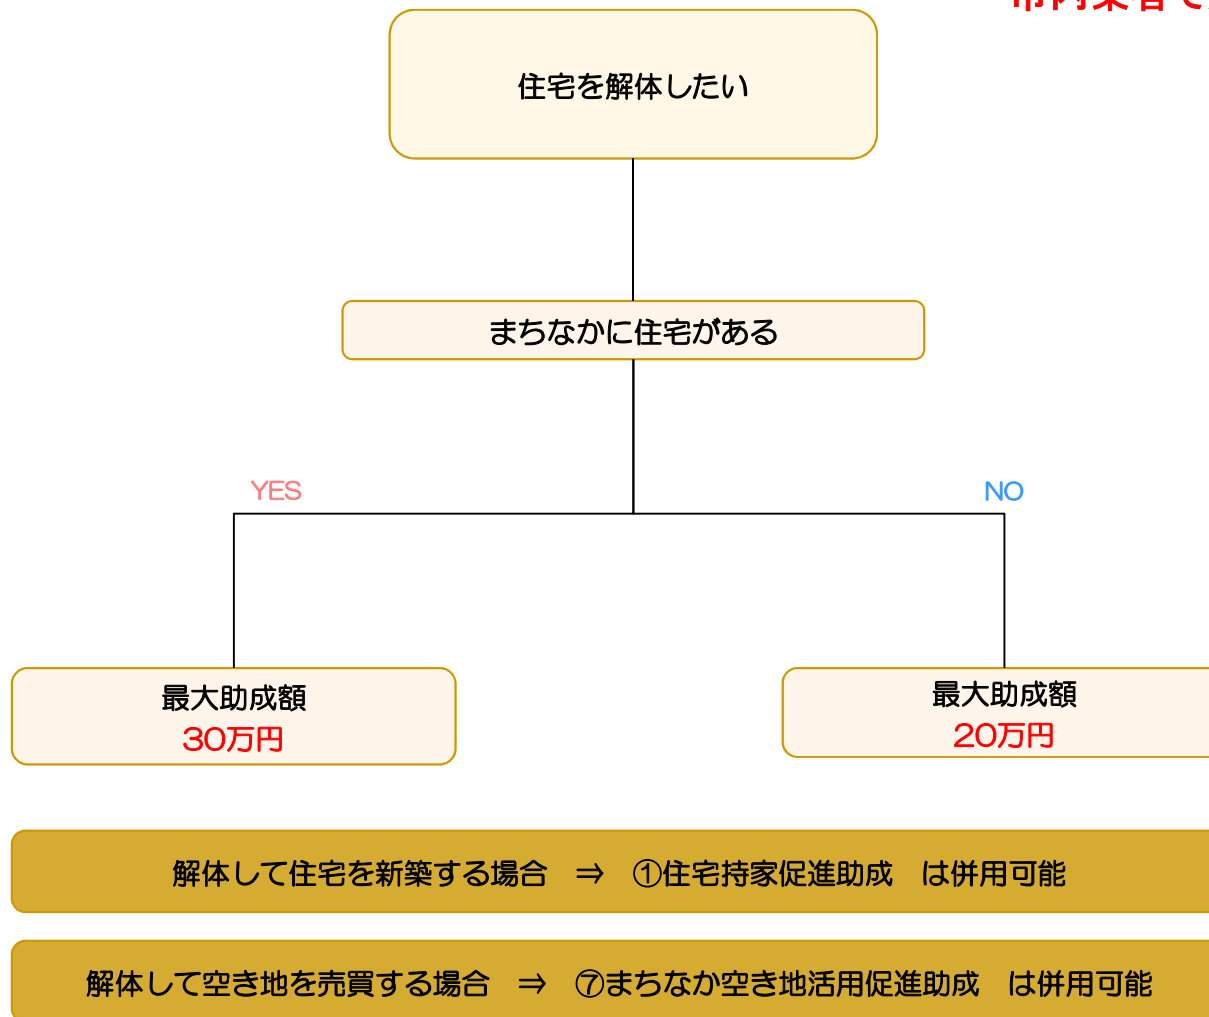 住宅を解体したい
まちなかに住宅がある
YES
NO
最大助成額
30万円
最大助成額
20万円
解体して住宅を新築する場合　⇒　①住宅持家促進助成　は併用可能
解体して空き地を売買する場合　⇒　⑦まちなか空き地活用促進助成　は併用可能